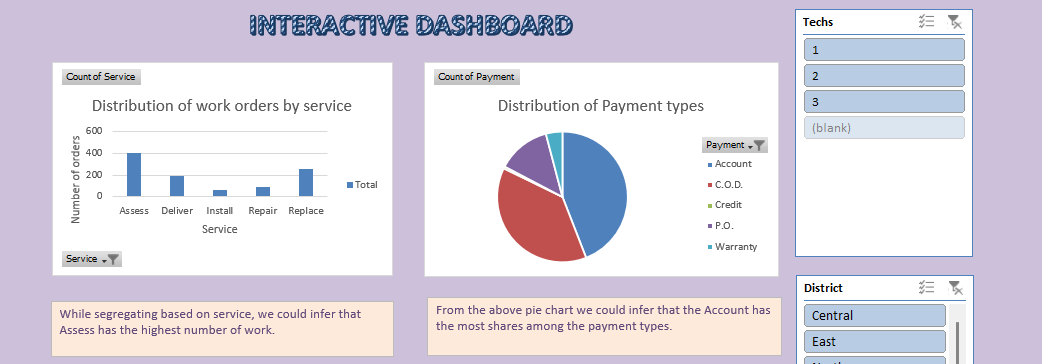 INTERACTIVE DASHBOARD
Count of Service
Distribution of work orders by service
Number of orders
600
400
200
0
Assess Deliver Install Repair Replace
Service
Total
Service
While segregating based on service, we could infer that
Assess has the highest number of work.
Count of Payment
Distribution of Payment types
Payment
Account
C.O.D.
Credit
P.O.
Warranty
From the above pie chart we could infer that the Account has
the most shares among the payment types.
Techs
1
2
3
(blank)
District
Central
East